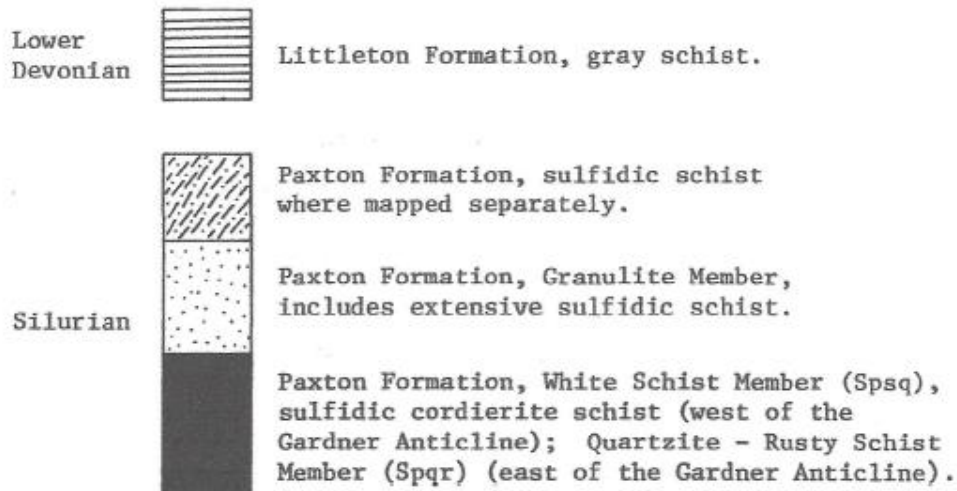 Lower
Devonian
Littleton Formation, gray schist.
Paxton Formation, sulfidic schist
where mapped separately.
Silurian
Paxton Formation, Granulite Member,
includes extensive sulfidic schist.
Paxton Formation, White Schist Member (Spsq),
sulfidic cordierite schist (west of the
Gardner Anticline); Quartzite - Rusty Schist
Member (Spqr) (east of the Gardner Anticline).